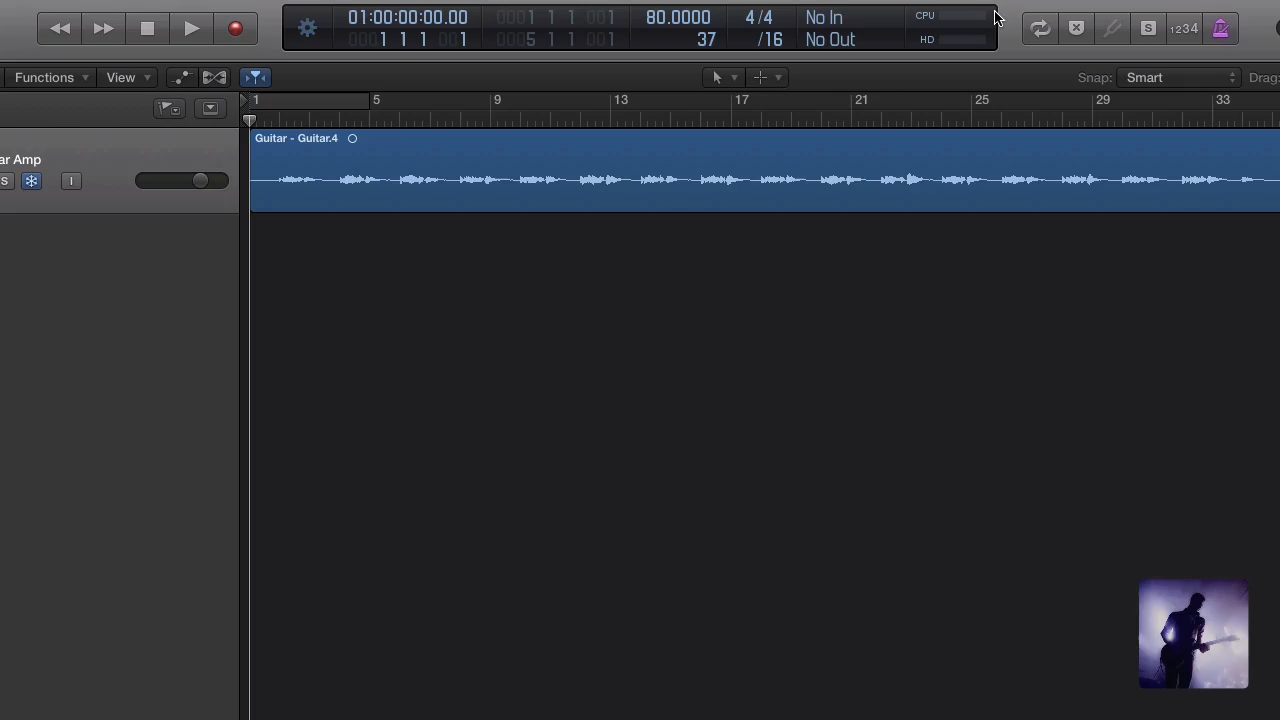 01:00:00:00.00 0001 1 1 001 80.0000 4/4 No In CPU
0001 1 1 001 0005 1 1 001 37 /16 No Out HD
S 1234
Functions View Snap: Smart Drag:
1 5 9 13 17 21 25 29 33
Guitar - Guitar.4
ar Amp
S I